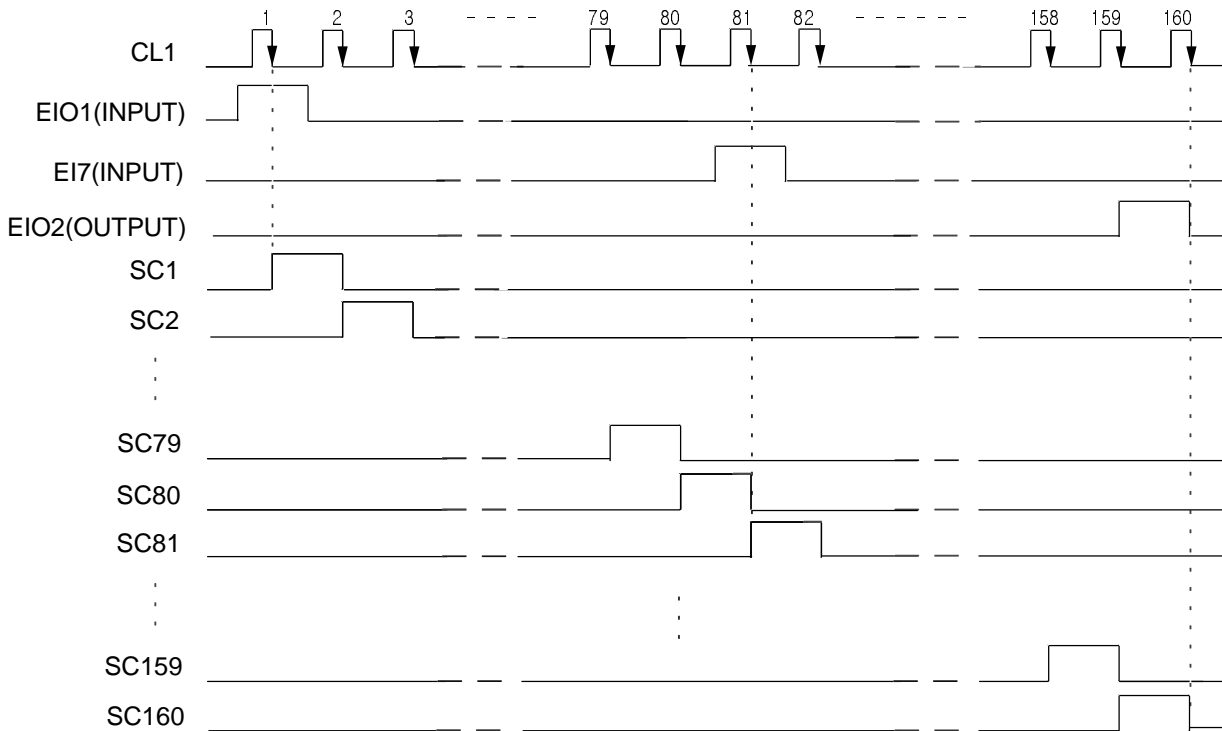 1 2 3 79 80 81 82 158 159 160
CL1
EIO1(INPUT)
EI7(INPUT)
EIO2(OUTPUT)
SC1
SC2
SC79
SC80
SC81
SC159
SC160